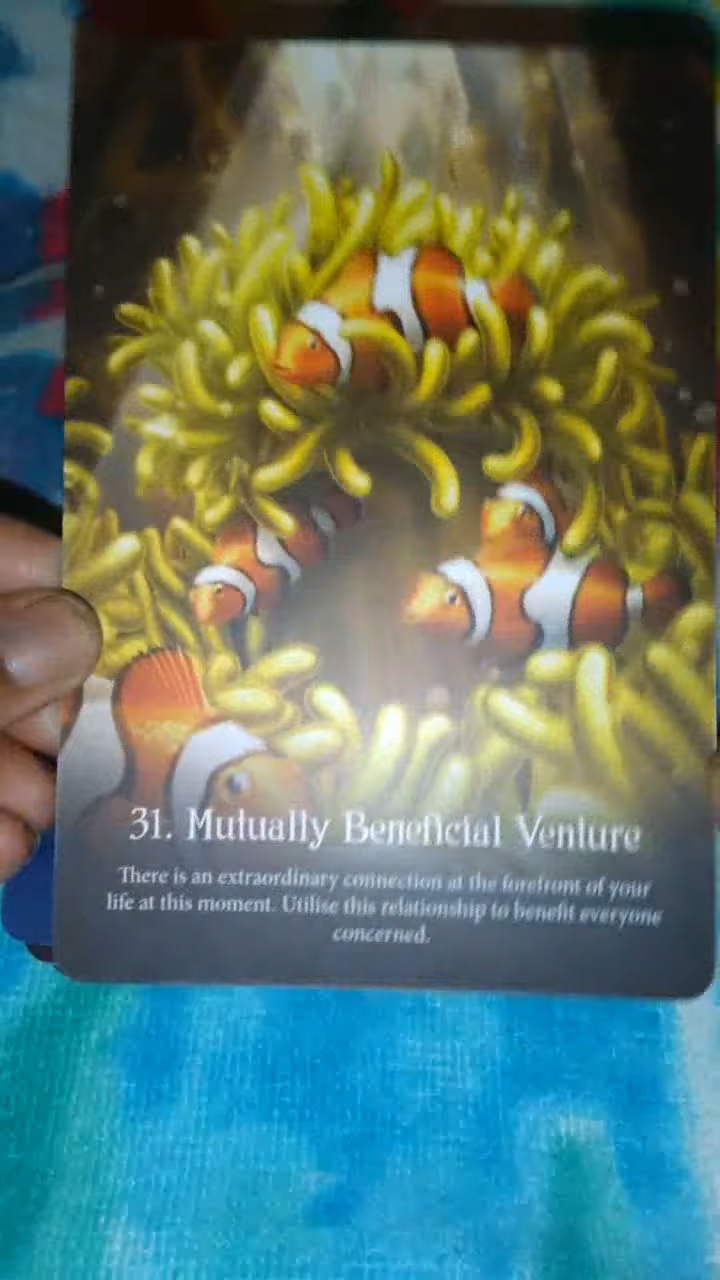 31. Mutually Beneficial Venture
There is an extraordinary connection at the forefront of your
life at this moment. Utilise this relationship to benefit everyone
concerned.